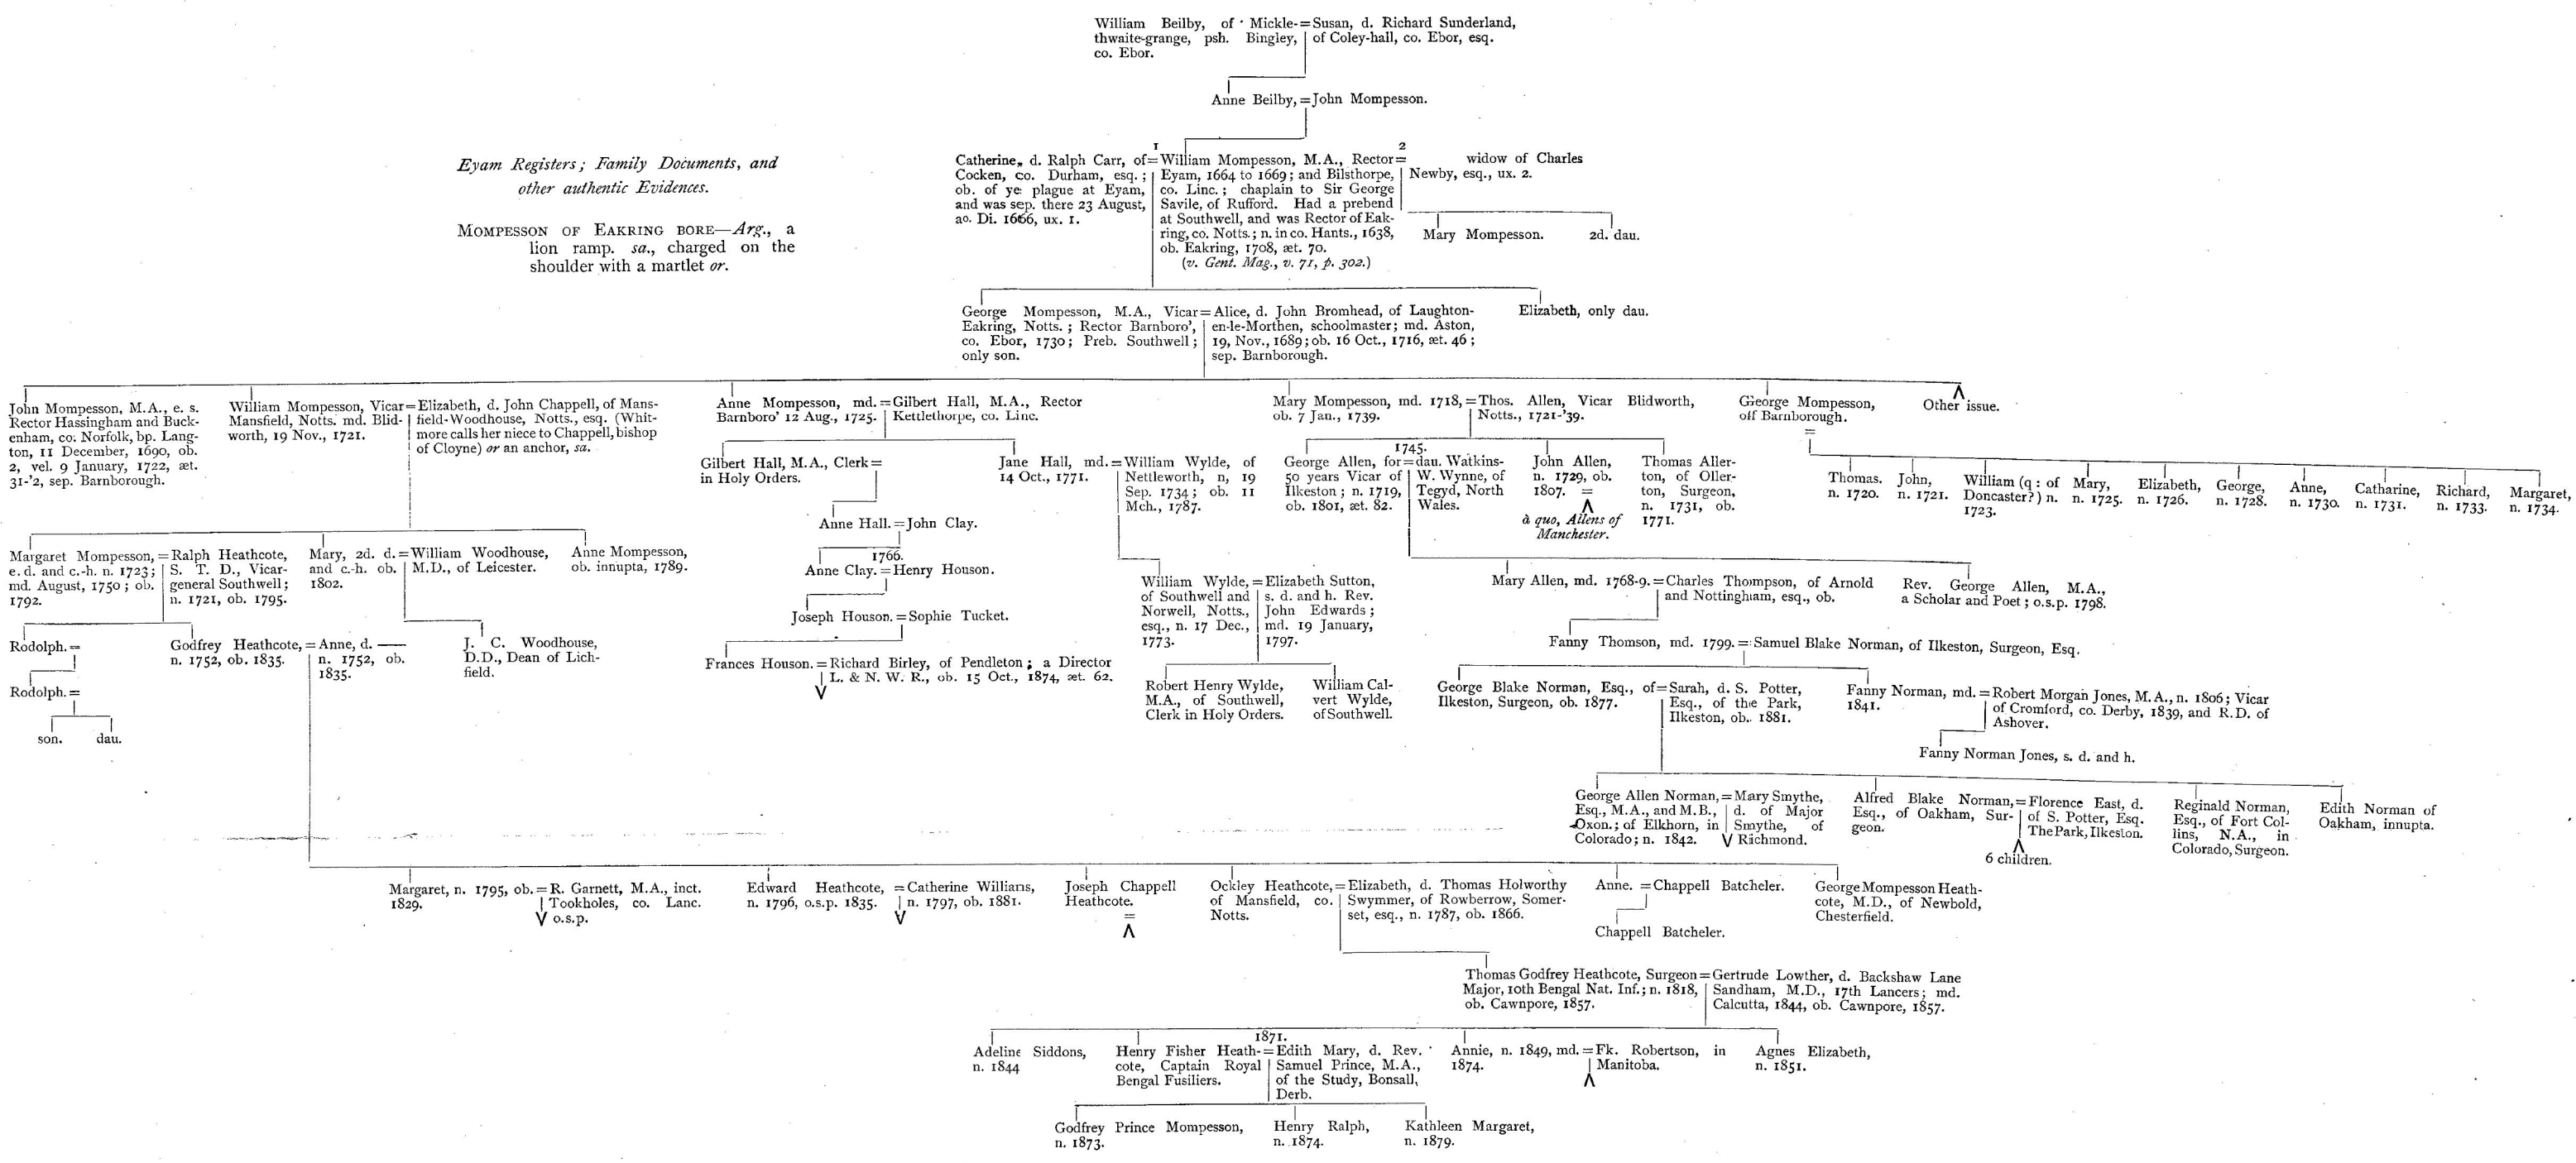 William Beilby, of Mickle-=Susan, d. Richard Sunderland,
thwaite-grange, psh. Bingley, of Coley-hall, co. Ebor, esq.
co. Ebor.
Anne Beilby,=John Mompesson.
Eyam Registers; Family Documents, and
other authentic Evidences.
MOMPESSON OF EAKRING BORE—Arg., a
lion ramp. sa., charged on the
shoulder with a martlet or.
Catherine, d. Ralph Carr, of=
Cocken, co. Durham, esq.;
ob. of ye plague at Eyam,
and was sep. there 23 August,
ao. Di. 1666, ux. 1.
1
William Mompesson, M.A., Rector=
Eyam, 1664 to 1669; and Bilsthorpe,
co. Linc.; chaplain to Sir George
Savile, of Rufford. Had a prebend
at Southwell, and was Rector of Eak-
ring, co. Notts.; n. in co. Hants., 1638,
ob. Eakring, 1708, æt. 70.
(v. Gent. Mag., v. 71, p. 302.)
2
widow of Charles
Newby, esq., ux. 2.
Mary Mompesson.
2d. dau.
George Mompesson, M.A., Vicar=
Eakring, Notts.; Rector Barnboro',
co. Ebor, 1730; Preb. Southwell;
only son.
Alice, d. John Bromhead, of Laughton-
en-le-Morthen, schoolmaster; md. Aston,
19, Nov., 1689; ob. 16 Oct., 1716, æt. 46;
sep. Barnborough.
Elizabeth, only dau.
John Mompesson, M.A., e. s.
Rector Hassingham and Buck-
enham, co. Norfolk, bp. Lang-
ton, 11 December, 1690, ob.
2, vel. 9 January, 1722, æt.
31-'2, sep. Barnborough.
William Mompesson, Vicar=
Mansfield, Notts. md. Blid-
worth, 19 Nov., 1721.
Elizabeth, d. John Chappell, of Mans-
field-Woodhouse, Notts., esq. (Whit-
more calls her niece to Chappell, bishop
of Cloyne) or an anchor, sa.
Anne Mompesson, md.=Gilbert Hall, M.A., Rector
Barnboro' 12 Aug., 1725. Kettlethorpe, co. Linc.
Mary Mompesson, md. 1718,=Thos. Allen, Vicar Blidworth,
ob. 7 Jan., 1739. Notts., 1721-'39.
George Mompesson,
of Barnborough.
=
Other issue.
Gilbert Hall, M.A., Clerk=
in Holy Orders.
Jane Hall, md.=
14 Oct., 1771.
William Wylde, of
Nettleworth, n, 19
Sep. 1734; ob. 11
Mch., 1787.
1745.
George Allen, for=
50 years Vicar of
Ilkeston; n. 1719,
ob. 1801, æt. 82.
dau. Watkins-
W. Wynne, of
Tegyd, North
Wales.
John Allen,
n. 1729, ob.
1807. =
à quo, Allens of
Manchester.
Thomas Aller-
ton, of Oller-
ton, Surgeon,
n. 1731, ob.
1771.
Thomas.
n. 1720.
John,
n. 1721.
William (q: of
Doncaster?) n.
1723.
Mary,
n. 1725.
Elizabeth,
n. 1726.
George,
n. 1728.
Anne,
n. 1730.
Catharine,
n. 1731.
Richard,
n. 1733.
Margaret,
n. 1734.
Anne Hall.=John Clay.
1766.
Anne Clay.=Henry Houson.
Joseph Houson.=Sophie Tucket.
Margaret Mompesson,=
e. d. and c.-h. n. 1723;
md. August, 1750; ob.
1792.
Ralph Heathcote,
S. T. D., Vicar-
general Southwell;
n. 1721, ob. 1795.
Mary, 2d. d.=
and c.-h. ob.
1802.
William Woodhouse,
M.D., of Leicester.
Anne Mompesson,
ob. innupta, 1789.
William Wylde,=
of Southwell and
Norwell, Notts.,
esq., n. 17 Dec.,
1773.
Elizabeth Sutton,
s. d. and h. Rev.
John Edwards;
md. 19 January,
1797.
Mary Allen, md. 1768-9.=Charles Thompson, of Arnold
and Nottingham, esq., ob.
Rev. George Allen, M.A.,
a Scholar and Poet; o.s.p. 1798.
Rodolph.=
Rodolph.=
son.
dau.
Godfrey Heathcote,=
n. 1752, ob. 1835.
Anne, d. ——
n. 1752, ob.
1835.
J. C. Woodhouse,
D.D., Dean of Lich-
field.
Frances Houson.=Richard Birley, of Pendleton; a Director
L. & N. W. R., ob. 15 Oct., 1874, æt. 62.
Robert Henry Wylde,
M.A., of Southwell,
Clerk in Holy Orders.
William Cal-
vert Wylde,
of Southwell.
Fanny Thomson, md. 1799.=Samuel Blake Norman, of Ilkeston, Surgeon, Esq.
George Blake Norman, Esq., of=
Ilkeston, Surgeon, ob. 1877.
Sarah, d. S. Potter,
Esq., of the Park,
Ilkeston, ob. 1881.
Fanny Norman, md.=
1841.
Robert Morgan Jones, M.A., n. 1806; Vicar
of Cromford, co. Derby, 1839, and R.D. of
Ashover.
Fanny Norman Jones, s. d. and h.
George Allen Norman,=
Esq., M.A., and M.B.,
Oxon.; of Elkhorn, in
Colorado; n. 1842.
Mary Smythe,
d. of Major
Smythe, of
Richmond.
Alfred Blake Norman,=
Esq., of Oakham, Sur-
geon.
Florence East, d.
of S. Potter, Esq.
The Park, Ilkeston.
6 children.
Reginald Norman,
Esq., of Fort Col-
lins, N.A., in
Colorado, Surgeon.
Edith Norman of
Oakham, innupta.
Margaret, n. 1795, ob.=
1829.
R. Garnett, M.A., inct.
Tookholes, co. Lanc.
o.s.p.
Edward Heathcote,=
n. 1796, o.s.p. 1835.
Catherine Willians,
n. 1797, ob. 1881.
Joseph Chappell
Heathcote.
=
Ockley Heathcote,=
of Mansfield, co.
Notts.
Elizabeth, d. Thomas Holworthy
Swymmer, of Rowberrow, Somer-
set, esq., n. 1787, ob. 1866.
Anne. =Chappell Batcheler.
Chappell Batcheler.
George Mompesson Heath-
cote, M.D., of Newbold,
Chesterfield.
Thomas Godfrey Heathcote, Surgeon=
Major, 10th Bengal Nat. Inf.; n. 1818,
ob. Cawnpore, 1857.
Gertrude Lowther, d. Backshaw Lane
Sandham, M.D., 17th Lancers; md.
Calcutta, 1844, ob. Cawnpore, 1857.
Adeline Siddons,
n. 1844
1871.
Henry Fisher Heath-=
cote, Captain Royal
Bengal Fusiliers.
Edith Mary, d. Rev.
Samuel Prince, M.A.,
of the Study, Bonsall,
Derb.
Annie, n. 1849, md.=
1874.
Fk. Robertson, in
Manitoba.
Agnes Elizabeth,
n. 1851.
Godfrey Prince Mompesson,
n. 1873.
Henry Ralph,
n. 1874.
Kathleen Margaret,
n. 1879.